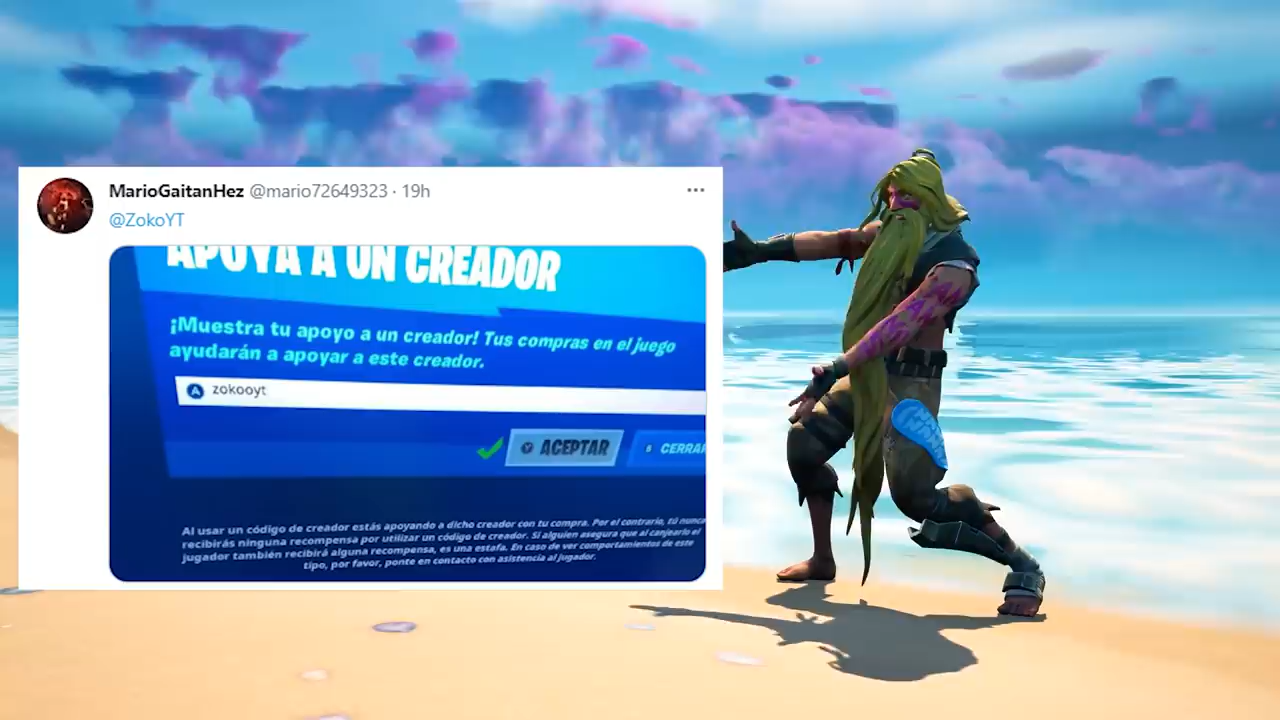 MarioGaitanHez @mario72649323 · 19h
@ZokoYT
APOYA A UN CREADOR
¡Muestra tu apoyo a un creador! Tus compras en el juego
ayudarán a apoyar a este creador.
A zokooyt
Y ACEPTAR B CERRAR
Al usar un código de creador estás apoyando a dicho creador con tu compra. Por el contrario, tú nunca
recibirás ninguna recompensa por utilizar un código de creador. Si alguien asegura que al canjearlo el
jugador también recibirá alguna recompensa, es una estafa. En caso de ver comportamientos de este
tipo, por favor, ponte en contacto con asistencia al jugador.